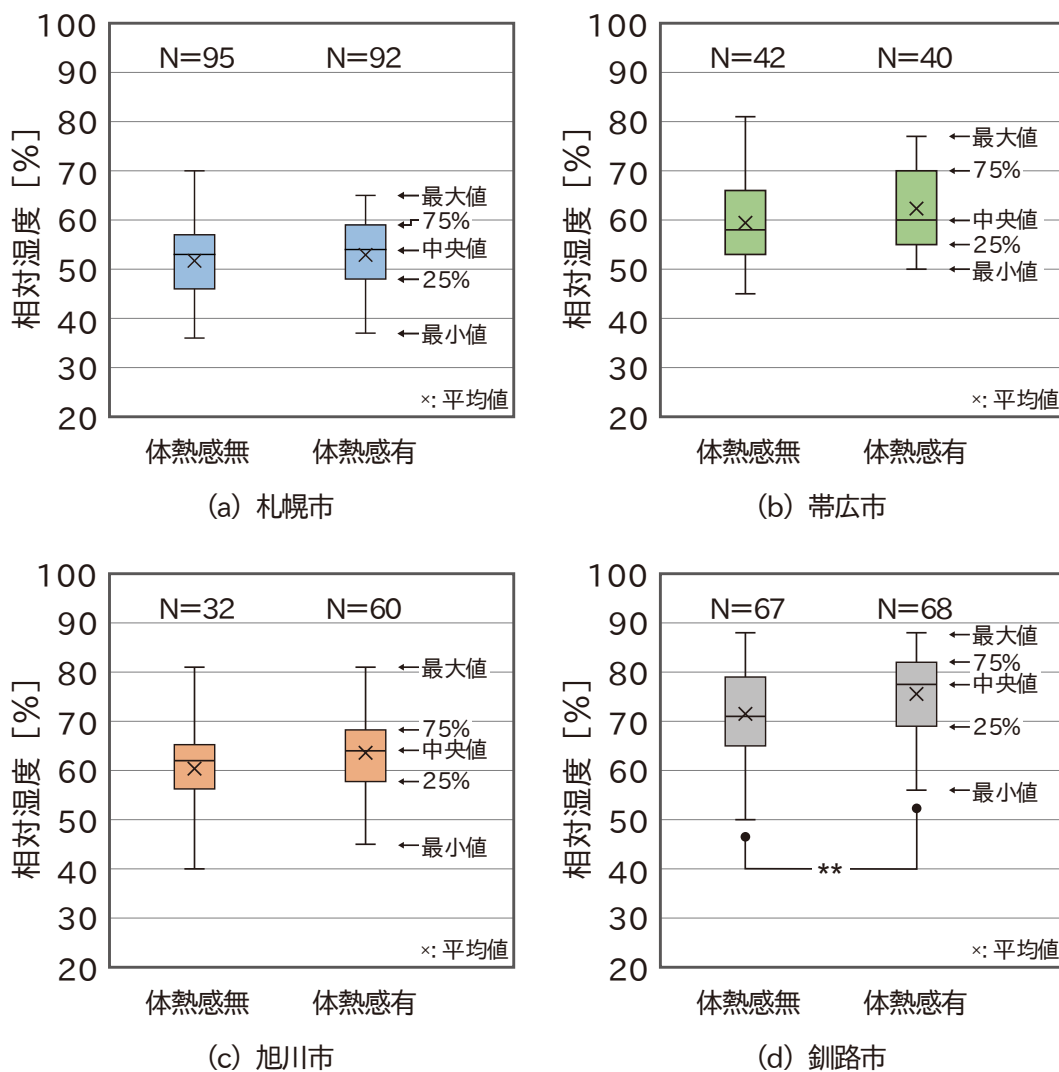 相対湿度 [%]
100
90
80
70
60
50
40
30
20
N=95
N=92
最大値
75%
中央値
25%
最小値
×: 平均値
体熱感無
体熱感有
(a) 札幌市
相対湿度 [%]
100
90
80
70
60
50
40
30
20
N=42
N=40
最大値
75%
中央値
25%
最小値
×: 平均値
体熱感無
体熱感有
(b) 帯広市
相対湿度 [%]
100
90
80
70
60
50
40
30
20
N=32
N=60
最大値
75%
中央値
25%
最小値
×: 平均値
体熱感無
体熱感有
(c) 旭川市
相対湿度 [%]
100
90
80
70
60
50
40
30
20
N=67
N=68
最大値
75%
中央値
25%
最小値
**
×: 平均値
体熱感無
体熱感有
(d) 釧路市